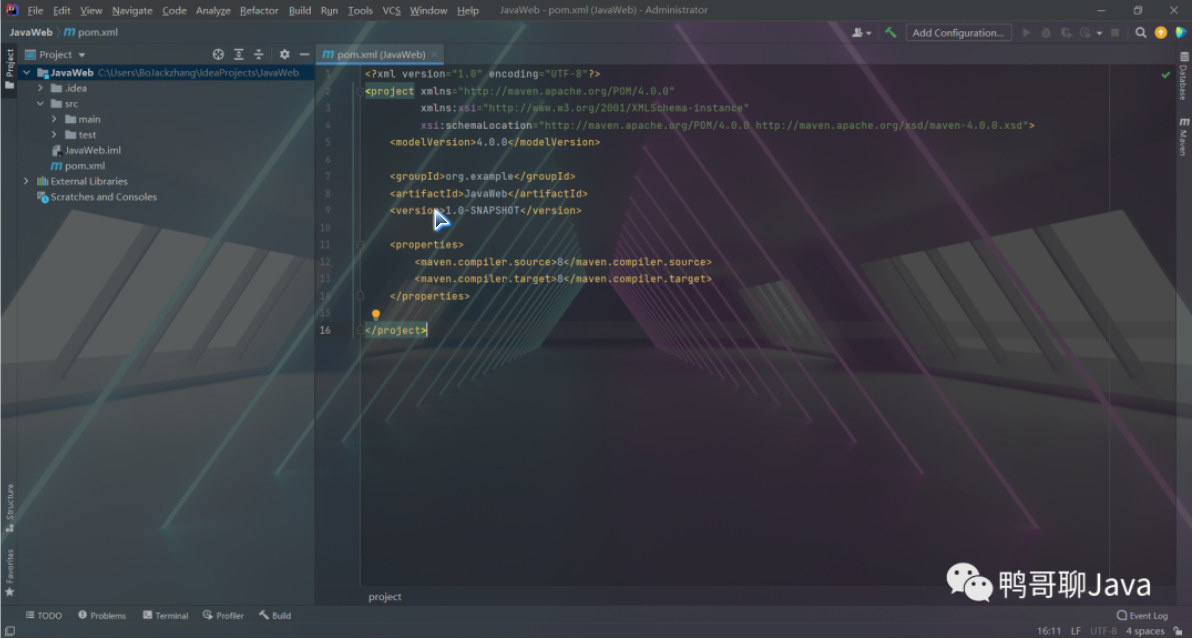 File Edit View Navigate Code Analyze Refactor Build Run Tools VCS Window Help JavaWeb - pom.xml (JavaWeb) - Administrator
JavaWeb m pom.xml Add Configuration...
Project Project m pom.xml (JavaWeb)
JavaWeb C:\Users\BoJackzhang\IdeaProjects\JavaWeb
.idea
src
main
test
JavaWeb.iml
m pom.xml
External Libraries
Scratches and Consoles
1 <?xml version="1.0" encoding="UTF-8"?>
2 <project xmlns="http://maven.apache.org/POM/4.0.0"
3 xmlns:xsi="http://www.w3.org/2001/XMLSchema-instance"
4 xsi:schemaLocation="http://maven.apache.org/POM/4.0.0 http://maven.apache.org/xsd/maven-4.0.0.xsd">
5 <modelVersion>4.0.0</modelVersion>
6
7 <groupId>org.example</groupId>
8 <artifactId>JavaWeb</artifactId>
9 <version>1.0-SNAPSHOT</version>
10
11 <properties>
12 <maven.compiler.source>8</maven.compiler.source>
13 <maven.compiler.target>8</maven.compiler.target>
14 </properties>
15
16 </project>
Database
m Maven
Structure
Favorites
project
鸭哥聊Java
TODO Problems Terminal Profiler Build Event Log
16:11 LF UTF-8 4 spaces